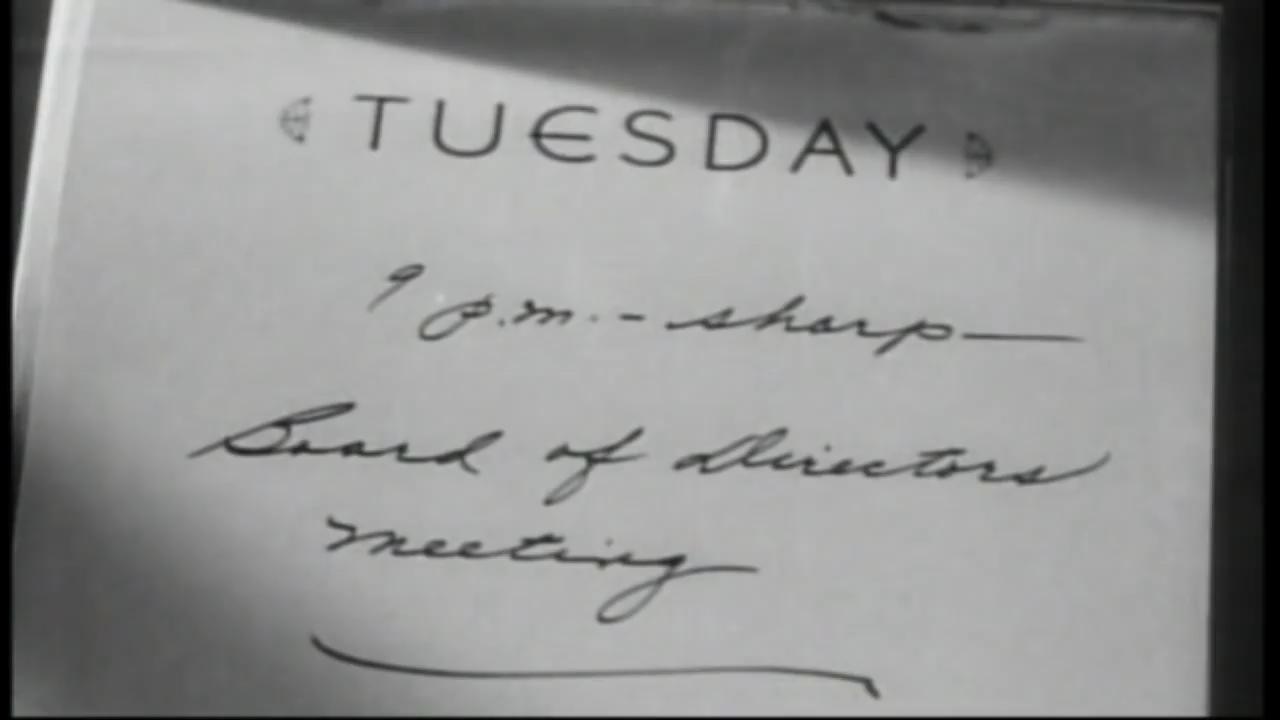 TUESDAY
9 p.m. - sharp —
Board of Directors
meeting